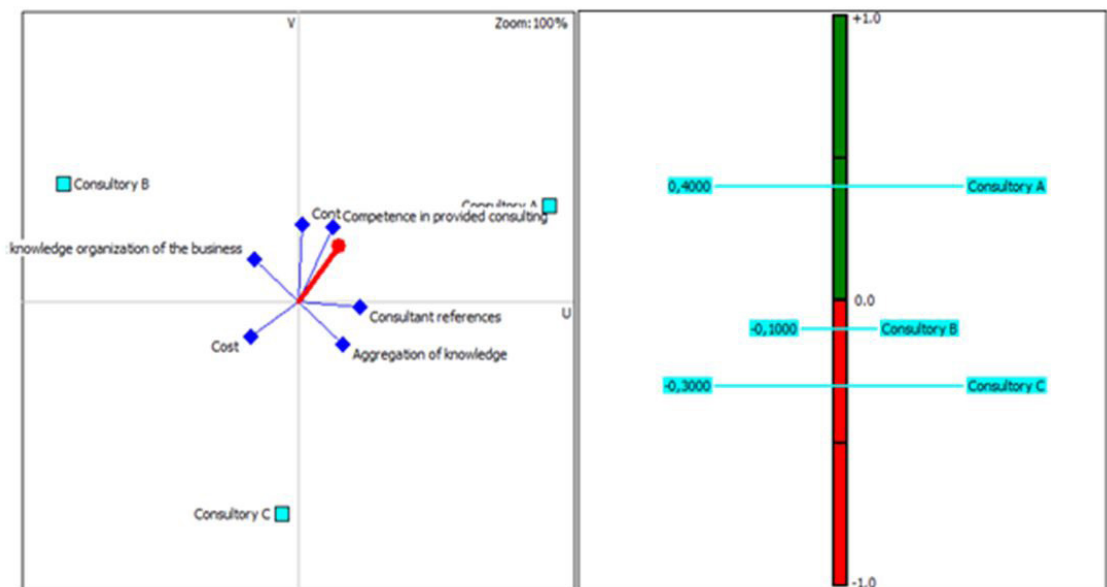 V
Zoom:100%
Consultory B
Consultory A
Cont
Competence in provided consulting
knowledge organization of the business
U
Consultant references
Aggregation of knowledge
Cost
Consultory C
+1.0
0,4000
Consultory A
0.0
-0,1000
Consultory B
-0,3000
Consultory C
-1.0